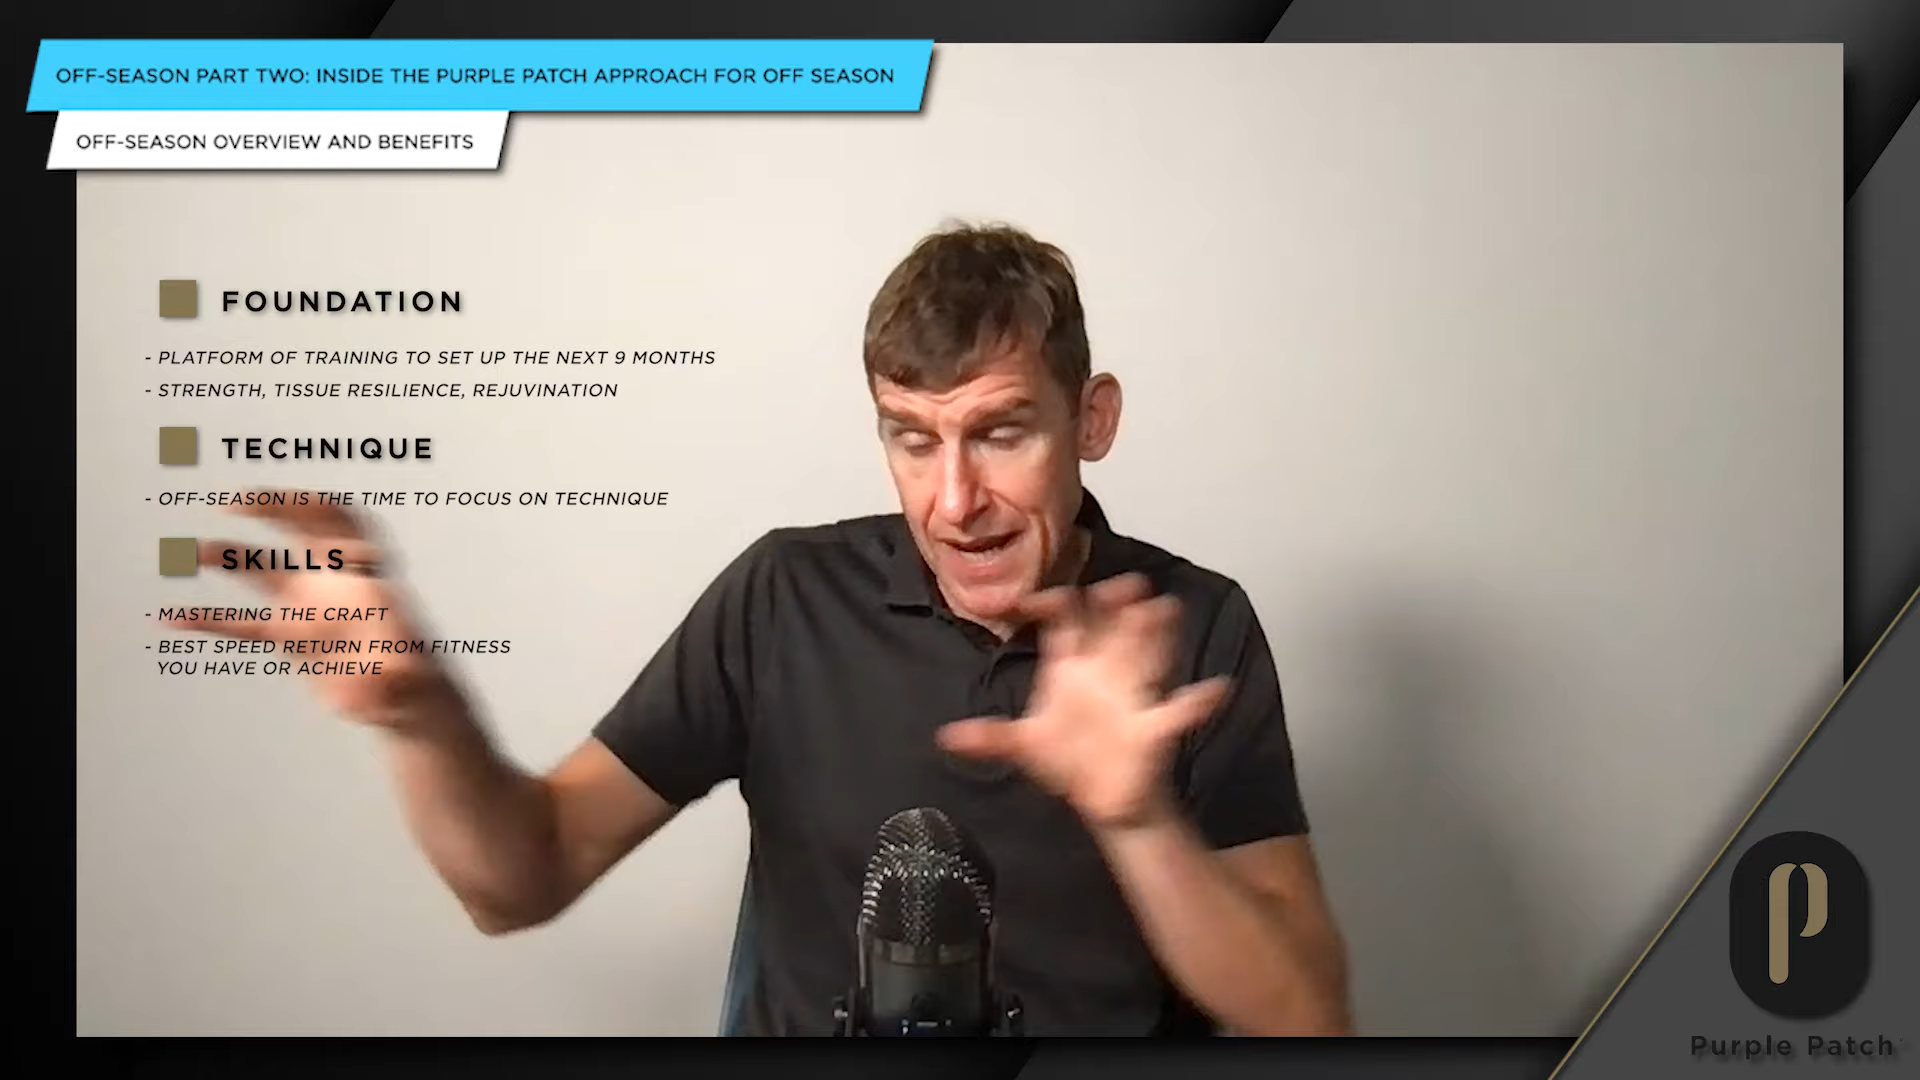 OFF-SEASON PART TWO: INSIDE THE PURPLE PATCH APPROACH FOR OFF SEASON
OFF-SEASON OVERVIEW AND BENEFITS
FOUNDATION
- PLATFORM OF TRAINING TO SET UP THE NEXT 9 MONTHS
- STRENGTH, TISSUE RESILIENCE, REJUVINATION
TECHNIQUE
- OFF-SEASON IS THE TIME TO FOCUS ON TECHNIQUE
SKILLS
- MASTERING THE CRAFT
- BEST SPEED RETURN FROM FITNESS
YOU HAVE OR ACHIEVE
P
Purple Patch